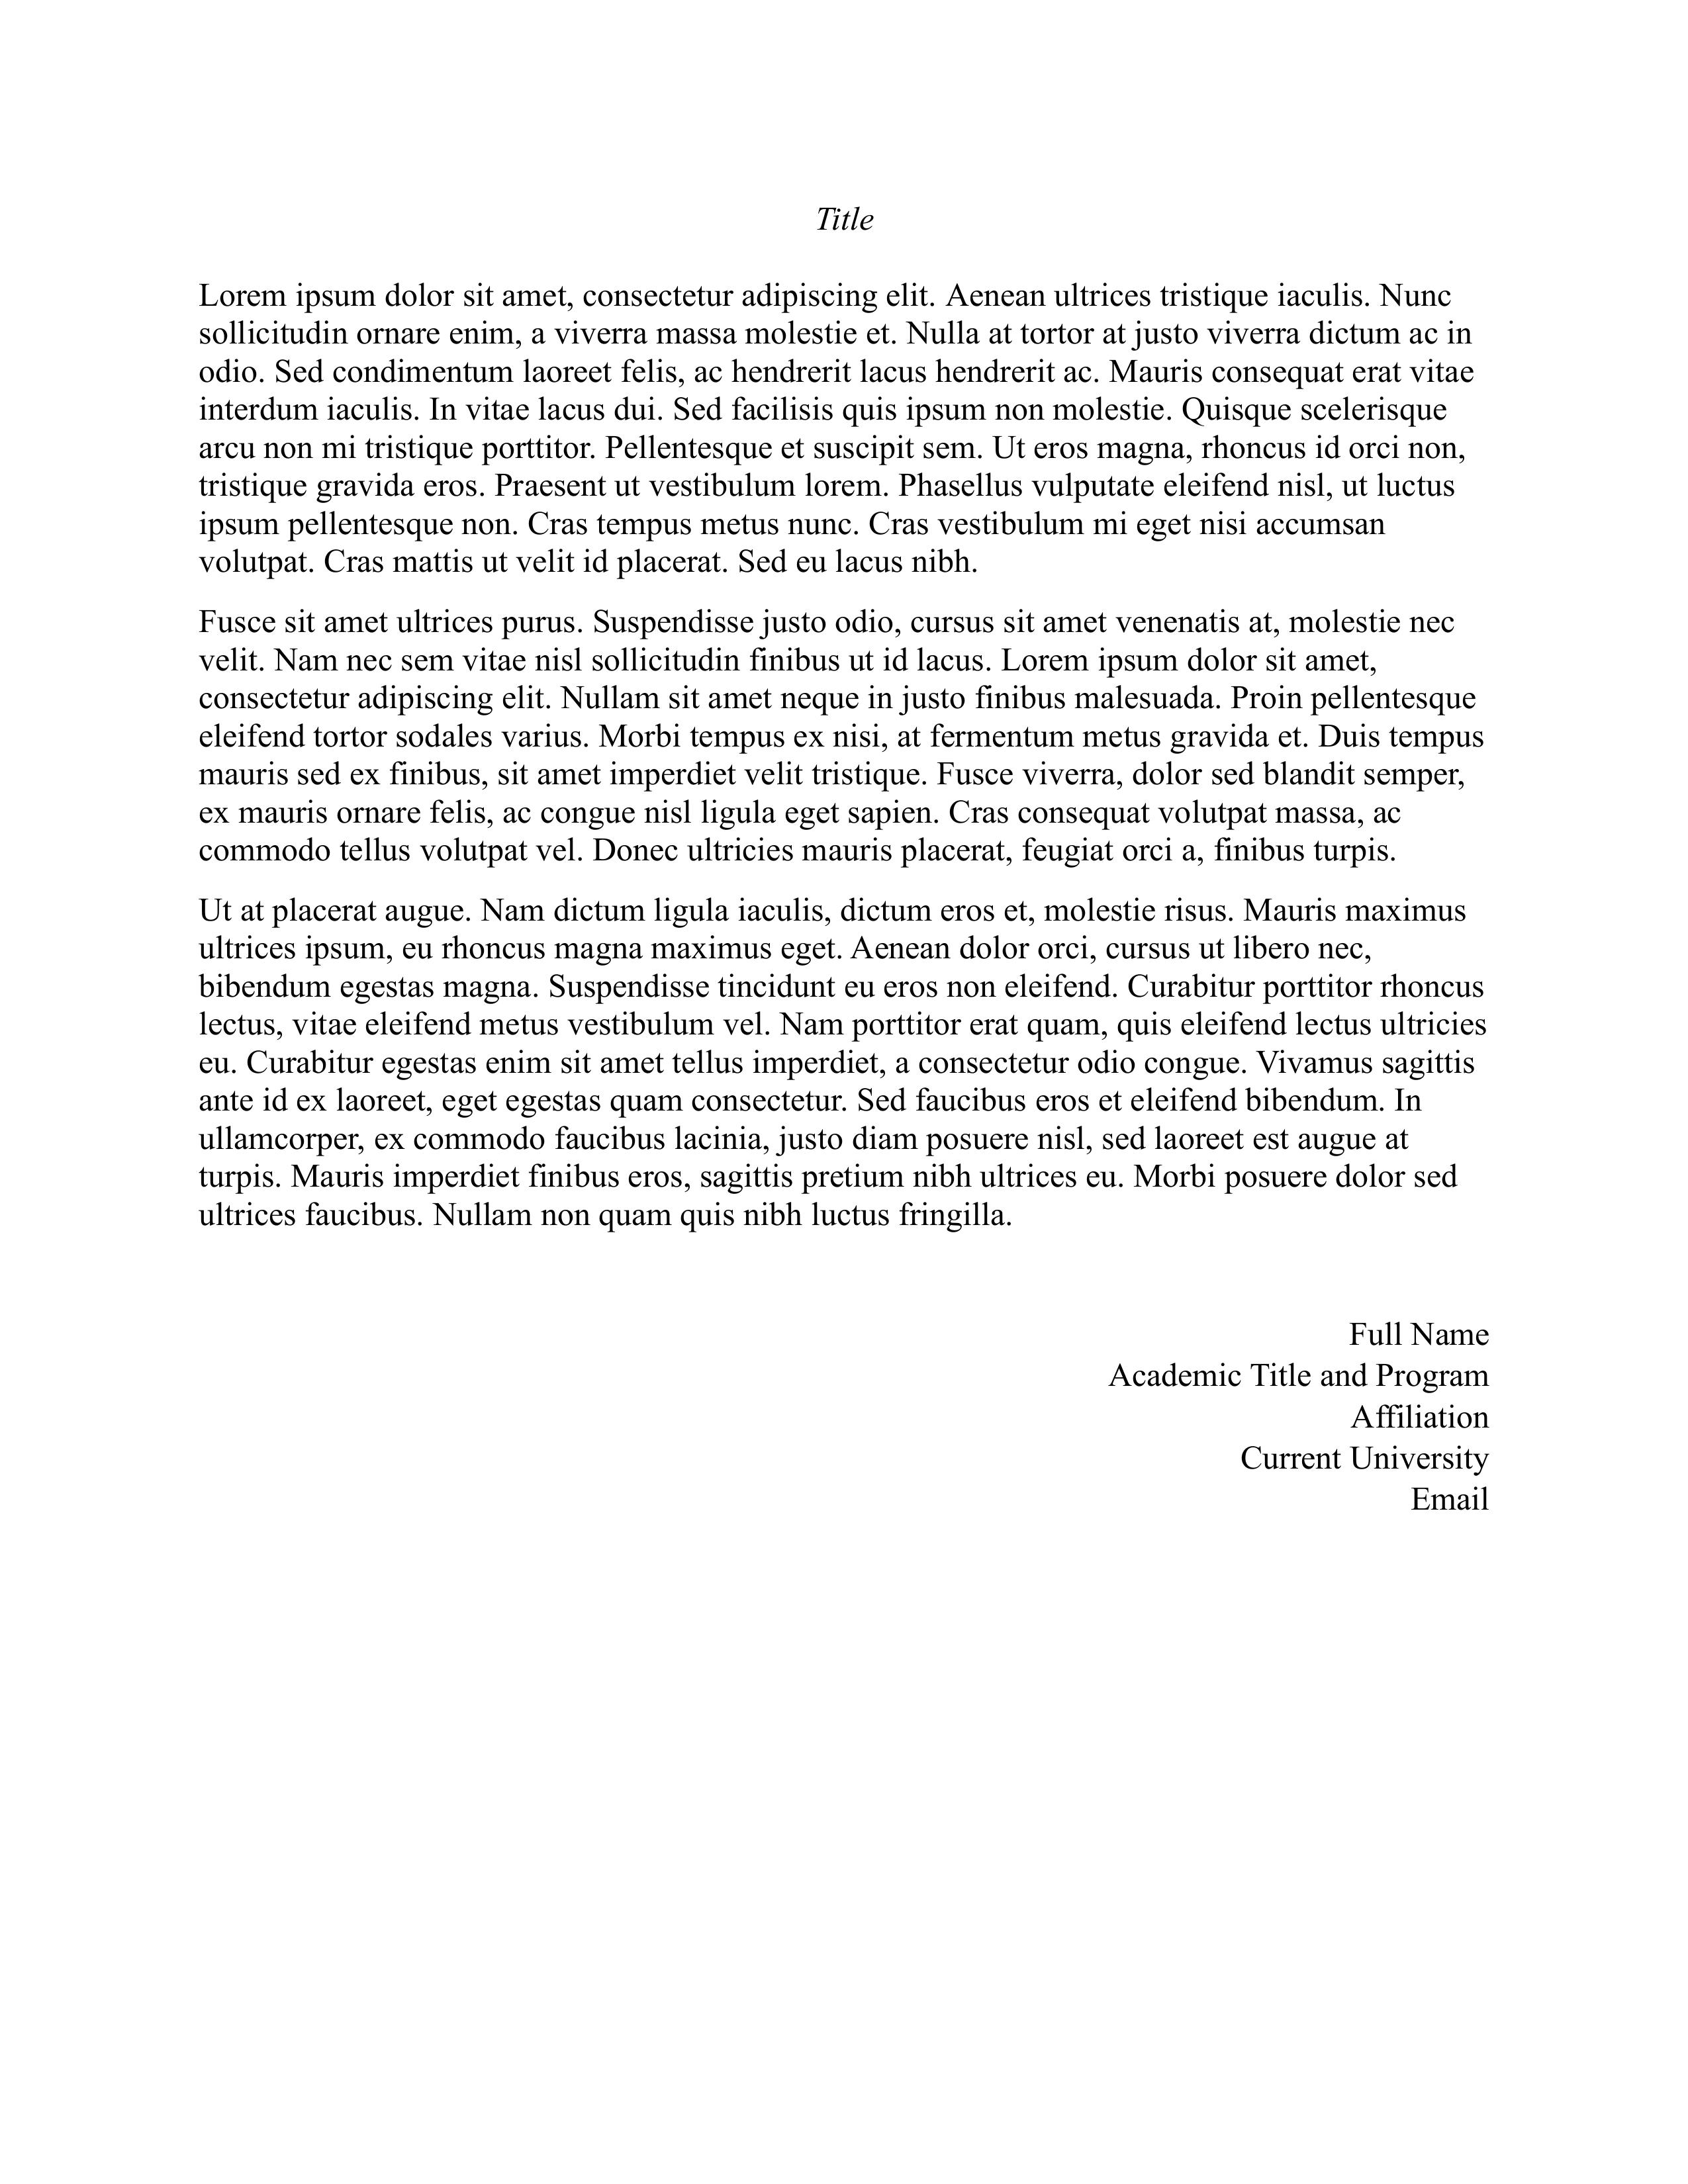 Title
Lorem ipsum dolor sit amet, consectetur adipiscing elit. Aenean ultrices tristique iaculis. Nunc
sollicitudin ornare enim, a viverra massa molestie et. Nulla at tortor at justo viverra dictum ac in
odio. Sed condimentum laoreet felis, ac hendrerit lacus hendrerit ac. Mauris consequat erat vitae
interdum iaculis. In vitae lacus dui. Sed facilisis quis ipsum non molestie. Quisque scelerisque
arcu non mi tristique porttitor. Pellentesque et suscipit sem. Ut eros magna, rhoncus id orci non,
tristique gravida eros. Praesent ut vestibulum lorem. Phasellus vulputate eleifend nisl, ut luctus
ipsum pellentesque non. Cras tempus metus nunc. Cras vestibulum mi eget nisi accumsan
volutpat. Cras mattis ut velit id placerat. Sed eu lacus nibh.
Fusce sit amet ultrices purus. Suspendisse justo odio, cursus sit amet venenatis at, molestie nec
velit. Nam nec sem vitae nisl sollicitudin finibus ut id lacus. Lorem ipsum dolor sit amet,
consectetur adipiscing elit. Nullam sit amet neque in justo finibus malesuada. Proin pellentesque
eleifend tortor sodales varius. Morbi tempus ex nisi, at fermentum metus gravida et. Duis tempus
mauris sed ex finibus, sit amet imperdiet velit tristique. Fusce viverra, dolor sed blandit semper,
ex mauris ornare felis, ac congue nisl ligula eget sapien. Cras consequat volutpat massa, ac
commodo tellus volutpat vel. Donec ultricies mauris placerat, feugiat orci a, finibus turpis.
Ut at placerat augue. Nam dictum ligula iaculis, dictum eros et, molestie risus. Mauris maximus
ultrices ipsum, eu rhoncus magna maximus eget. Aenean dolor orci, cursus ut libero nec,
bibendum egestas magna. Suspendisse tincidunt eu eros non eleifend. Curabitur porttitor rhoncus
lectus, vitae eleifend metus vestibulum vel. Nam porttitor erat quam, quis eleifend lectus ultricies
eu. Curabitur egestas enim sit amet tellus imperdiet, a consectetur odio congue. Vivamus sagittis
ante id ex laoreet, eget egestas quam consectetur. Sed faucibus eros et eleifend bibendum. In
ullamcorper, ex commodo faucibus lacinia, justo diam posuere nisl, sed laoreet est augue at
turpis. Mauris imperdiet finibus eros, sagittis pretium nibh ultrices eu. Morbi posuere dolor sed
ultrices faucibus. Nullam non quam quis nibh luctus fringilla.
Full Name
Academic Title and Program
Affiliation
Current University
Email